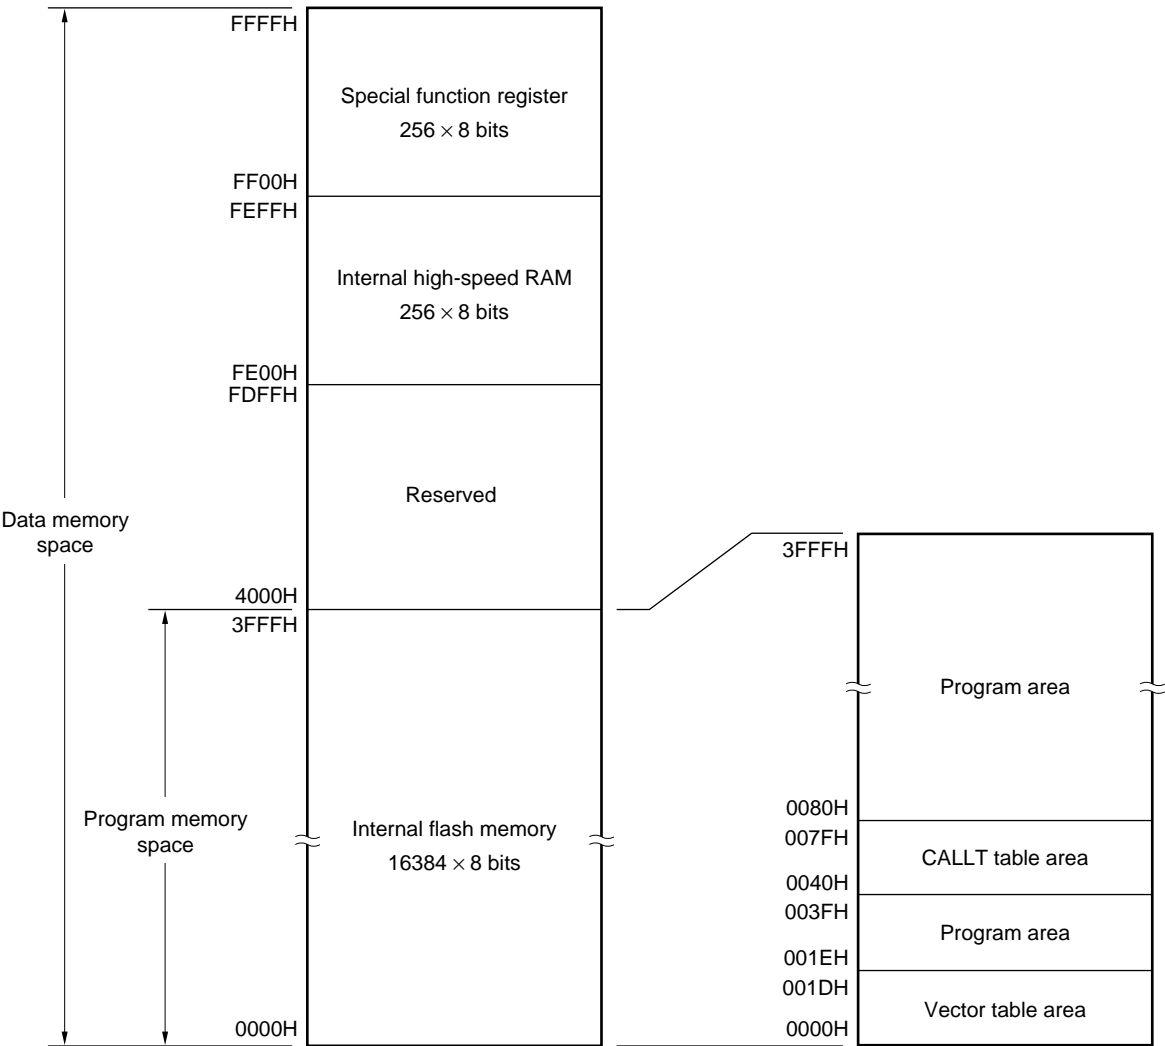 FFFFH
Special function register
256 × 8 bits
FF00H
FEFFH
Internal high-speed RAM
256 × 8 bits
FE00H
FDFFH
Reserved
Data memory
space
4000H
3FFFH
Program memory
space
Internal flash memory
16384 × 8 bits
0000H
3FFFH
Program area
0080H
007FH
CALLT table area
0040H
003FH
Program area
001EH
001DH
Vector table area
0000H